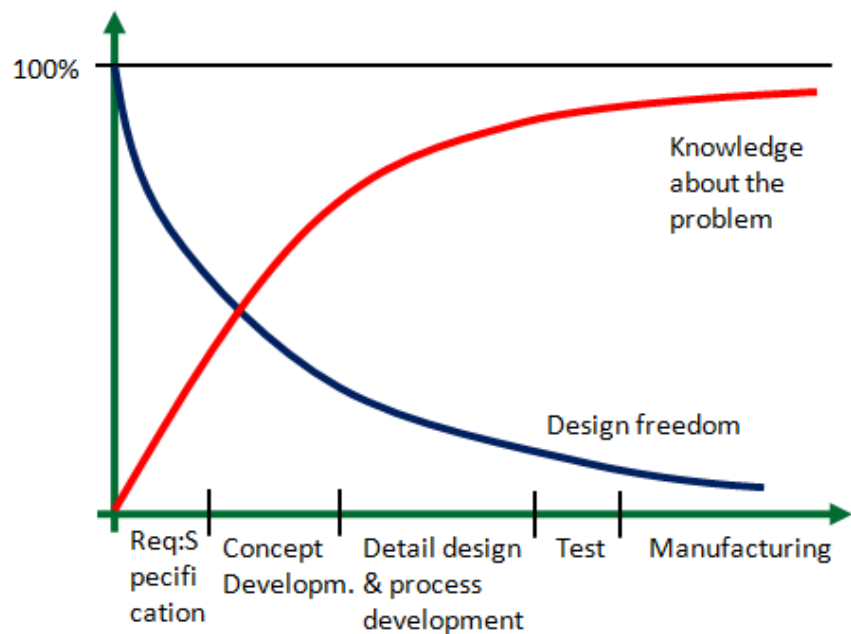 100%
Knowledge
about the
problem
Design freedom
Req:S
pecifi
cation
Concept
Developm.
Detail design
& process
development
Test
Manufacturing